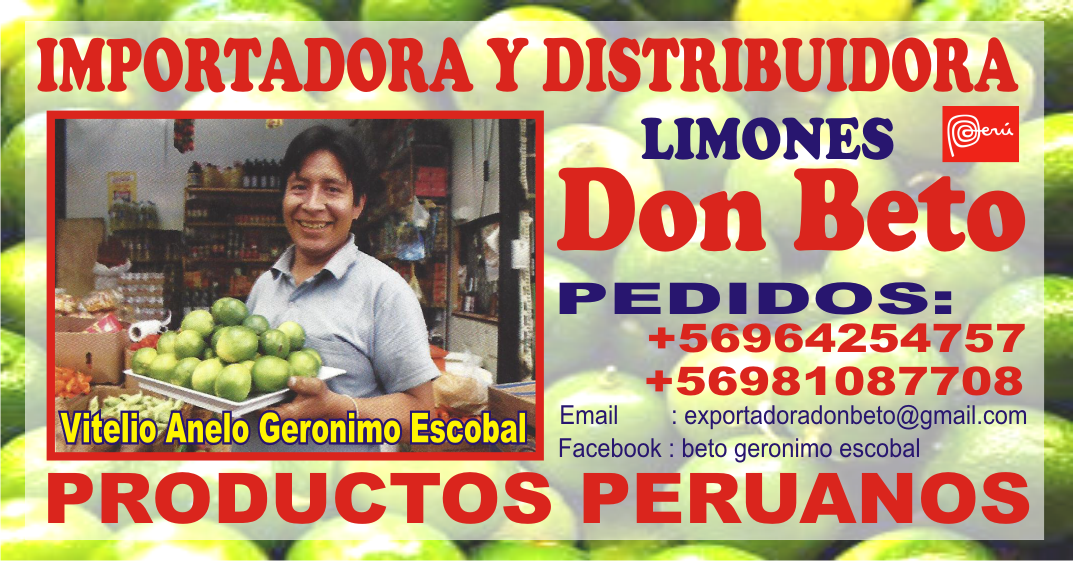 IMPORTADORA Y DISTRIBUIDORA
LIMONES
Perú
Don Beto
PEDIDOS:
+56964254757
+56981087708
Email : exportadoradonbeto@gmail.com
Facebook : beto geronimo escobal
Vitelio Anelo Geronimo Escobal
PRODUCTOS PERUANOS